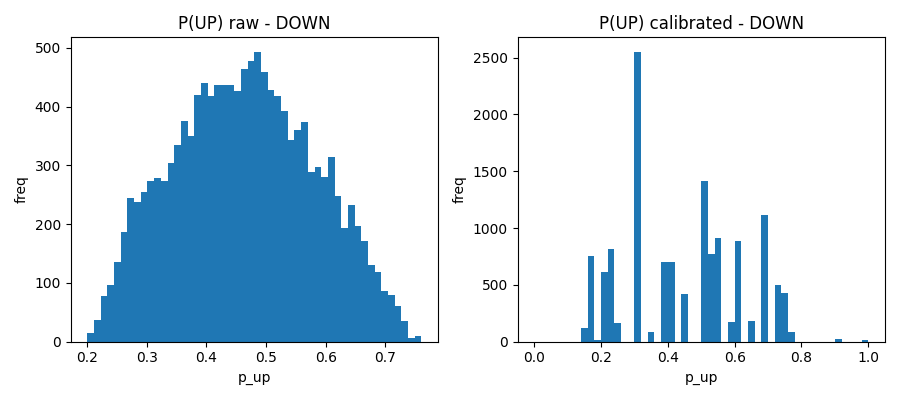 P(UP) raw - DOWN
freq
500
400
300
200
100
0
0.2 0.3 0.4 0.5 0.6 0.7
p_up
P(UP) calibrated - DOWN
freq
2500
2000
1500
1000
500
0
0.0 0.2 0.4 0.6 0.8 1.0
p_up